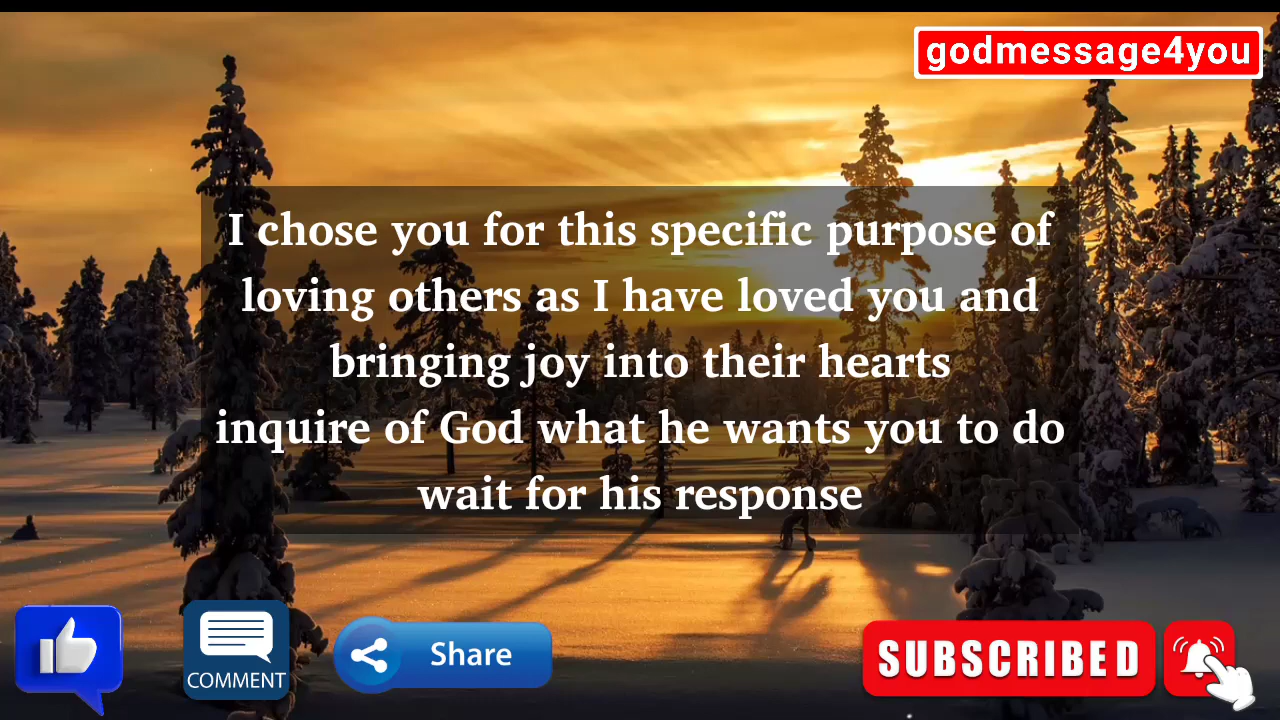 godmessage4you
I chose you for this specific purpose of
loving others as I have loved you and
bringing joy into their hearts
inquire of God what he wants you to do
wait for his response
COMMENT
Share
SUBSCRIBED